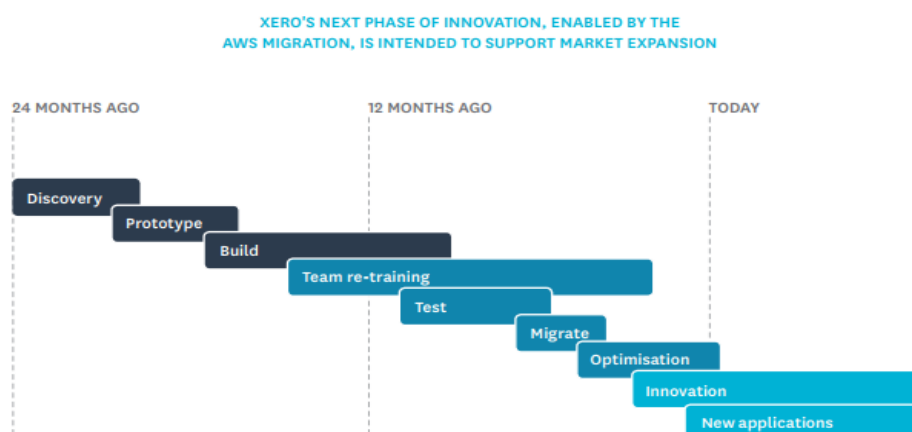 XERO'S NEXT PHASE OF INNOVATION, ENABLED BY THE
AWS MIGRATION, IS INTENDED TO SUPPORT MARKET EXPANSION
24 MONTHS AGO
12 MONTHS AGO
TODAY
Discovery
Prototype
Build
Team re-training
Test
Migrate
Optimisation
Innovation
New applications